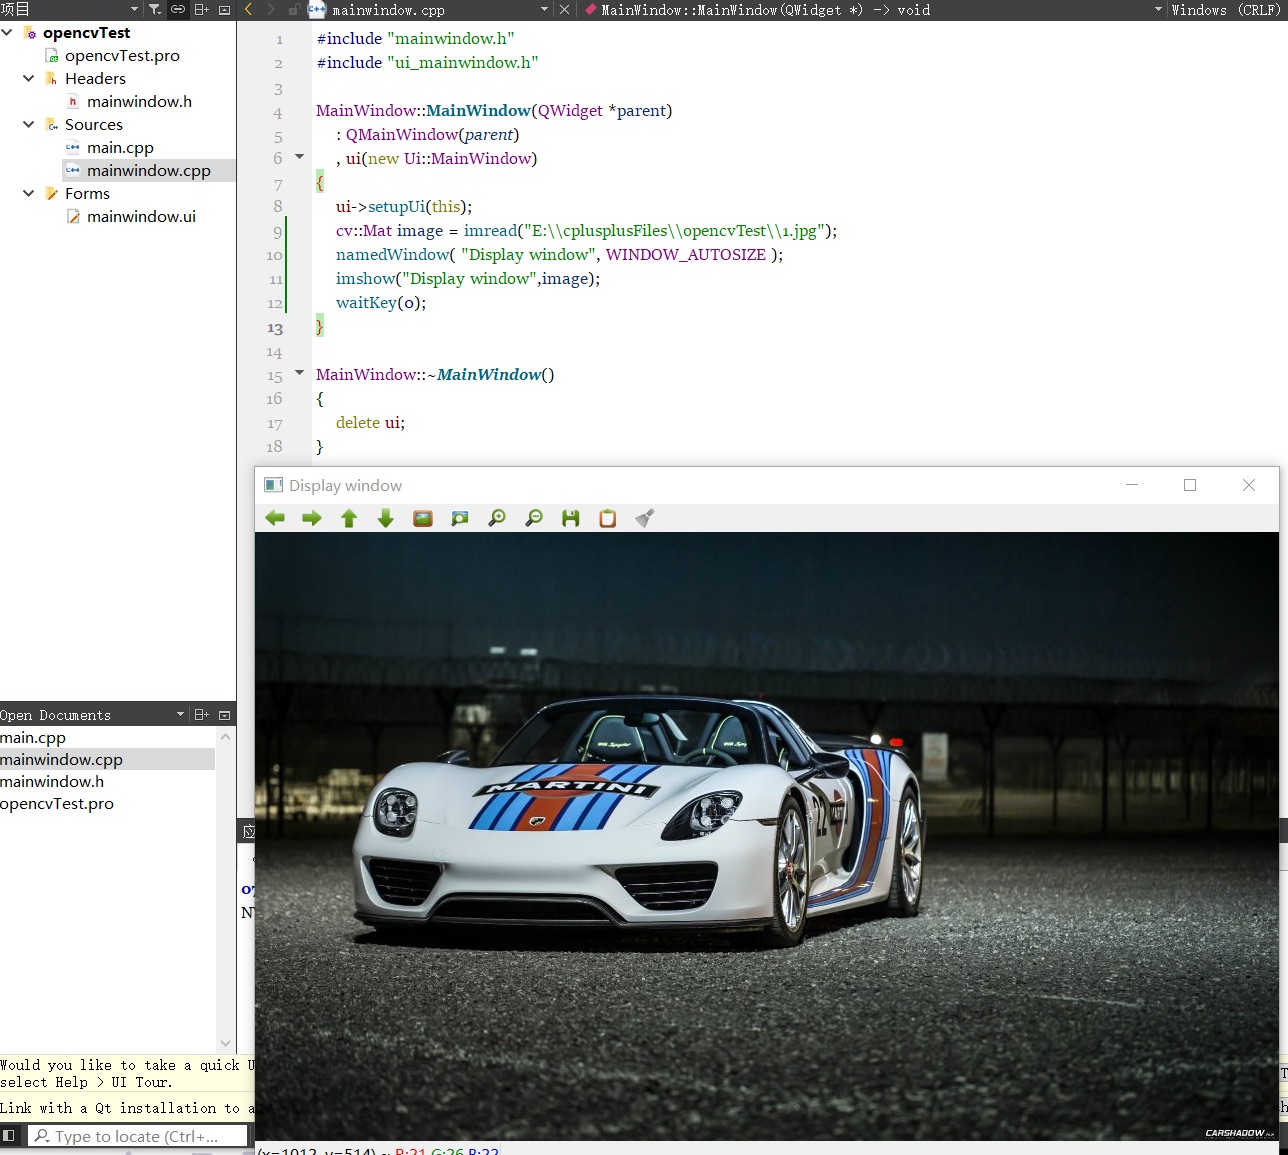 项目
mainwindow.cpp
MainWindow::MainWindow(QWidget *) -> void
Windows (CRLF)
opencvTest
opencvTest.pro
Headers
mainwindow.h
Sources
main.cpp
mainwindow.cpp
Forms
mainwindow.ui
1 #include "mainwindow.h"
2 #include "ui_mainwindow.h"
3
4 MainWindow::MainWindow(QWidget *parent)
5 : QMainWindow(parent)
6 , ui(new Ui::MainWindow)
7 {
8 ui->setupUi(this);
9 cv::Mat image = imread("E:\\cplusplusFiles\\opencvTest\\1.jpg");
10 namedWindow( "Display window", WINDOW_AUTOSIZE );
11 imshow("Display window",image);
12 waitKey(0);
13 }
14
15 MainWindow::~MainWindow()
16 {
17 delete ui;
18 }
Display window
918 Spyder
918 Spy
MARTINI
22
CARSHADOW
Open Documents
main.cpp
mainwindow.cpp
mainwindow.h
opencvTest.pro
Would you like to take a quick U
select Help > UI Tour.
Link with a Qt installation to a
Type to locate (Ctrl+...
(x=1012, y=514) ~ R:21 G:26 B:22